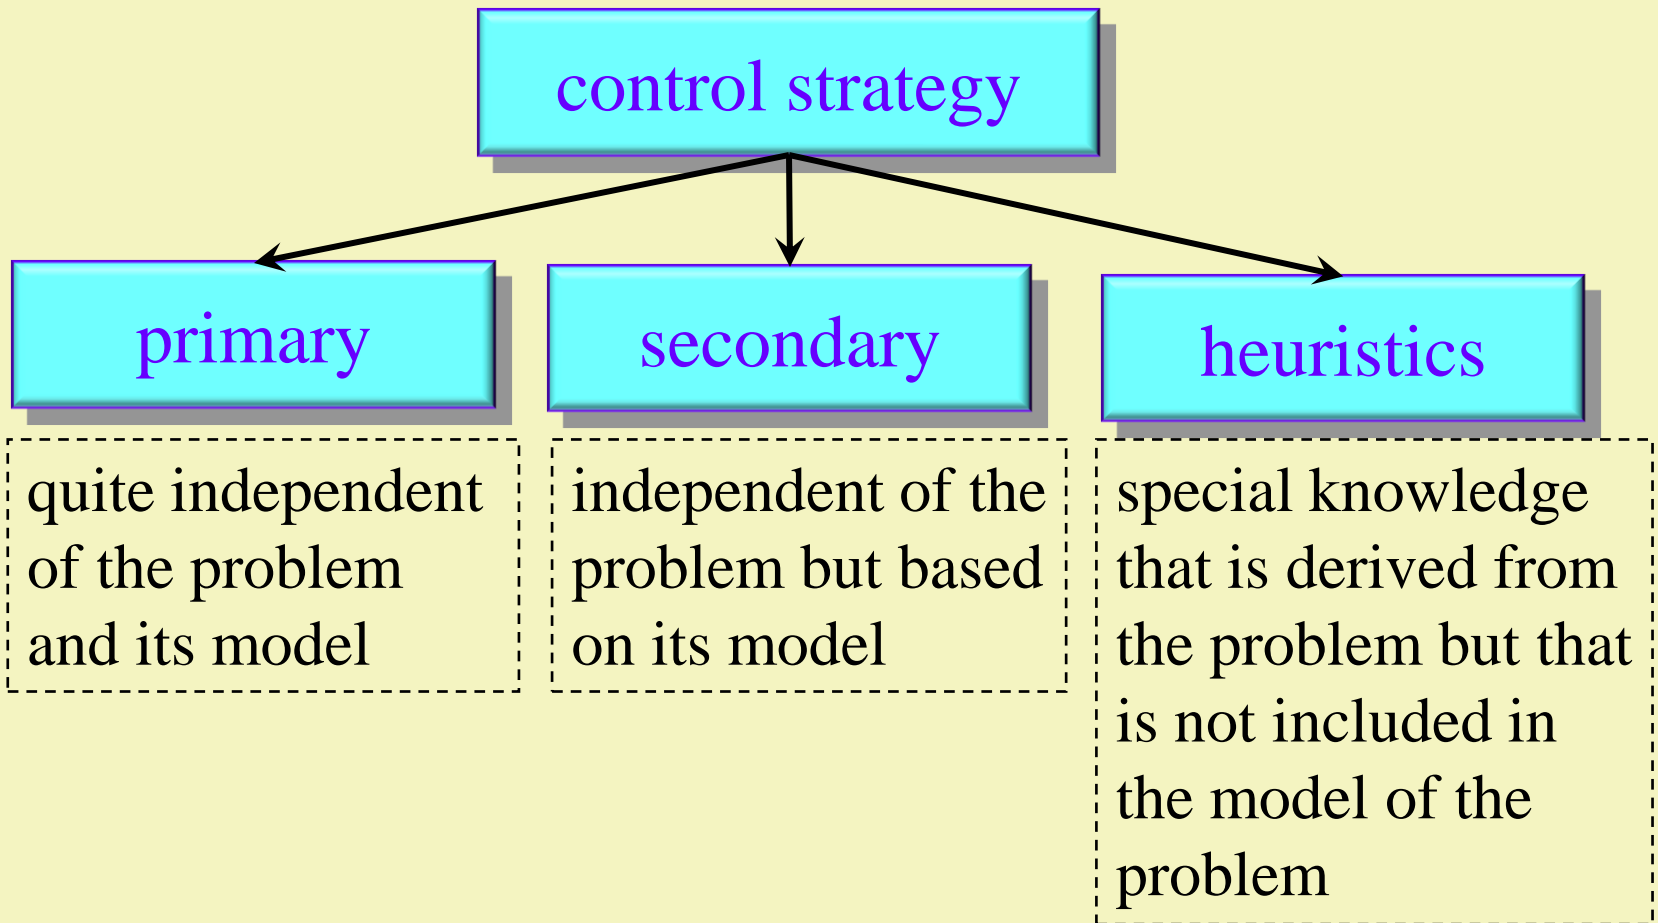 control strategy
primary
secondary
heuristics
quite independent
of the problem
and its model
independent of the
problem but based
on its model
special knowledge
that is derived from
the problem but that
is not included in
the model of the
problem